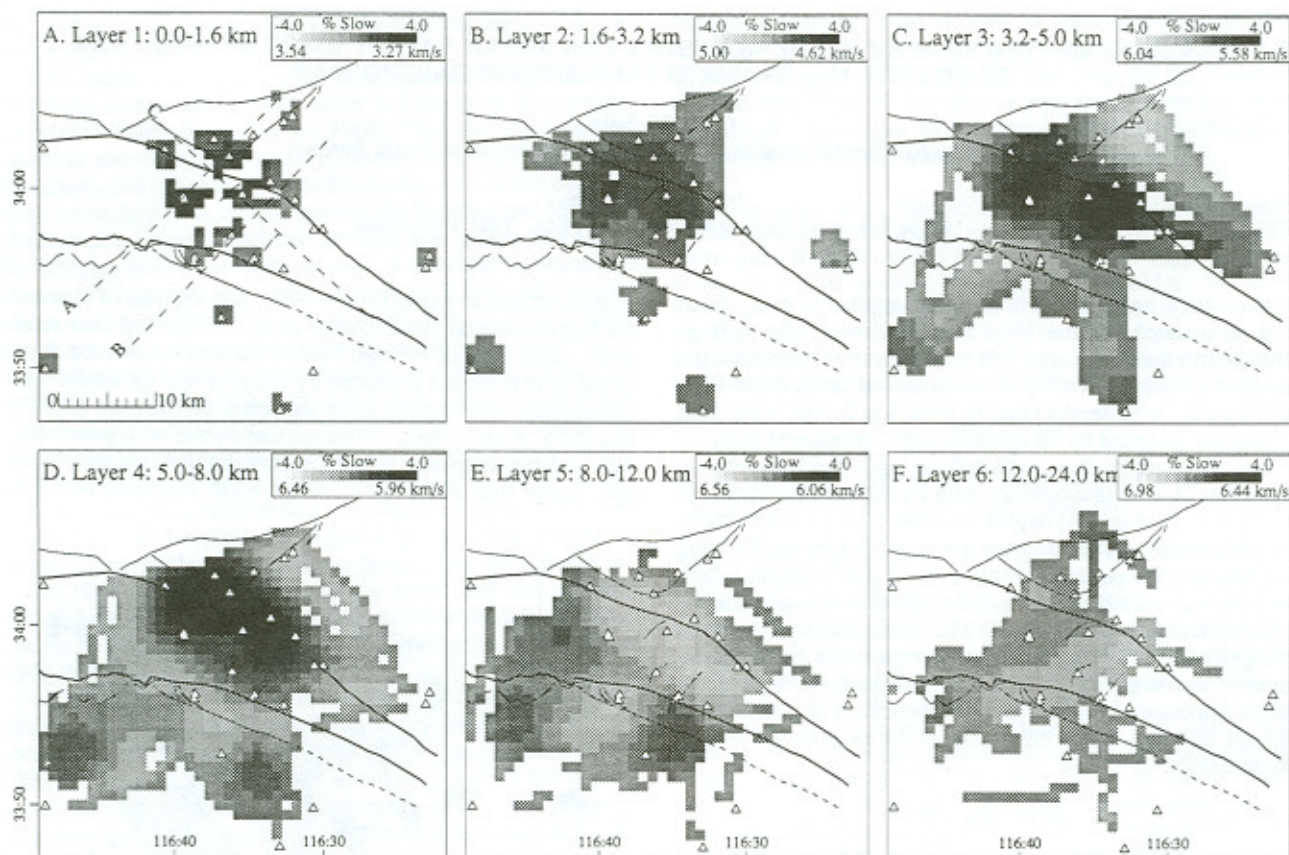 A. Layer 1: 0.0-1.6 km
-4.0 % Slow 4.0
3.54 3.27 km/s
B. Layer 2: 1.6-3.2 km
-4.0 % Slow 4.0
5.00 4.62 km/s
C. Layer 3: 3.2-5.0 km
-4.0 % Slow 4.0
6.04 5.58 km/s
34:00
33:50
C
A
B
0 10 km
D. Layer 4: 5.0-8.0 km
-4.0 % Slow 4.0
6.46 5.96 km/s
E. Layer 5: 8.0-12.0 km
-4.0 % Slow 4.0
6.56 6.06 km/s
F. Layer 6: 12.0-24.0 km
-4.0 % Slow 4.0
6.98 6.44 km/s
34:00
33:50
116:40 116:30
116:40 116:30
116:40 116:30